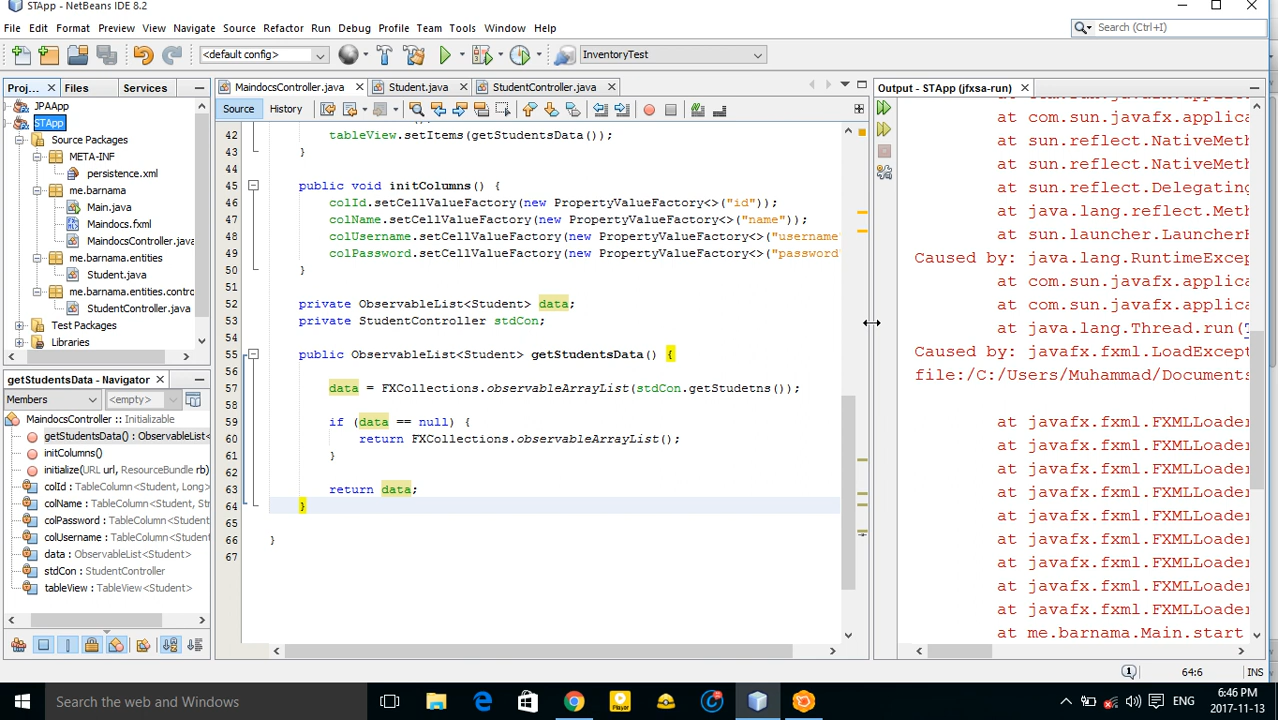 STApp - NetBeans IDE 8.2
File Edit Format Preview View Navigate Source Refactor Run Debug Profile Team Tools Window Help
Search (Ctrl+I)
<default config>
InventoryTest
Proj...
Files
Services
MaindocsController.java
Student.java
StudentController.java
Output - STApp (jfxsa-run)
Source
History
JPAApp
STApp
Source Packages
META-INF
persistence.xml
me.barnama
Main.java
Maindocs.fxml
MaindocsController.java
me.barnama.entities
Student.java
me.barnama.entities.contro
StudentController.java
Test Packages
Libraries
getStudentsData - Navigator
Members
<empty>
MaindocsController :: Initializable
getStudentsData() : ObservableList<
initColumns()
initialize(URL url, ResourceBundle rb)
colId : TableColumn<Student, Long>
colName : TableColumn<Student, Str
colPassword : TableColumn<Student
colUsername : TableColumn<Student
data : ObservableList<Student>
stdCon : StudentController
tableView : TableView<Student>
42 tableView.setItems(getStudentsData());
43 }
44
45 public void initColumns() {
46 colId.setCellValueFactory(new PropertyValueFactory<>("id"));
47 colName.setCellValueFactory(new PropertyValueFactory<>("name"));
48 colUsername.setCellValueFactory(new PropertyValueFactory<>("username"
49 colPassword.setCellValueFactory(new PropertyValueFactory<>("password"
50 }
51
52 private ObservableList<Student> data;
53 private StudentController stdCon;
54
55 public ObservableList<Student> getStudentsData() {
56
57 data = FXCollections.observableArrayList(stdCon.getStudetns());
58
59 if (data == null) {
60 return FXCollections.observableArrayList();
61 }
62
63 return data;
64 }
65
66 }
67
at com.sun.javafx.applica
at com.sun.javafx.applica
at sun.reflect.NativeMeth
at sun.reflect.NativeMeth
at sun.reflect.Delegating
at java.lang.reflect.Meth
at sun.launcher.LauncherH
Caused by: java.lang.RuntimeExcep
at com.sun.javafx.applica
at com.sun.javafx.applica
at java.lang.Thread.run(T
Caused by: javafx.fxml.LoadExcept
file:/C:/Users/Muhammad/Documents
at javafx.fxml.FXMLLoader
at javafx.fxml.FXMLLoader
at javafx.fxml.FXMLLoader
at javafx.fxml.FXMLLoader
at javafx.fxml.FXMLLoader
at javafx.fxml.FXMLLoader
at javafx.fxml.FXMLLoader
at javafx.fxml.FXMLLoader
at javafx.fxml.FXMLLoader
at me.barnama.Main.start
1
64:6
INS
Search the web and Windows
Player
ENG
6:46 PM
2017-11-13